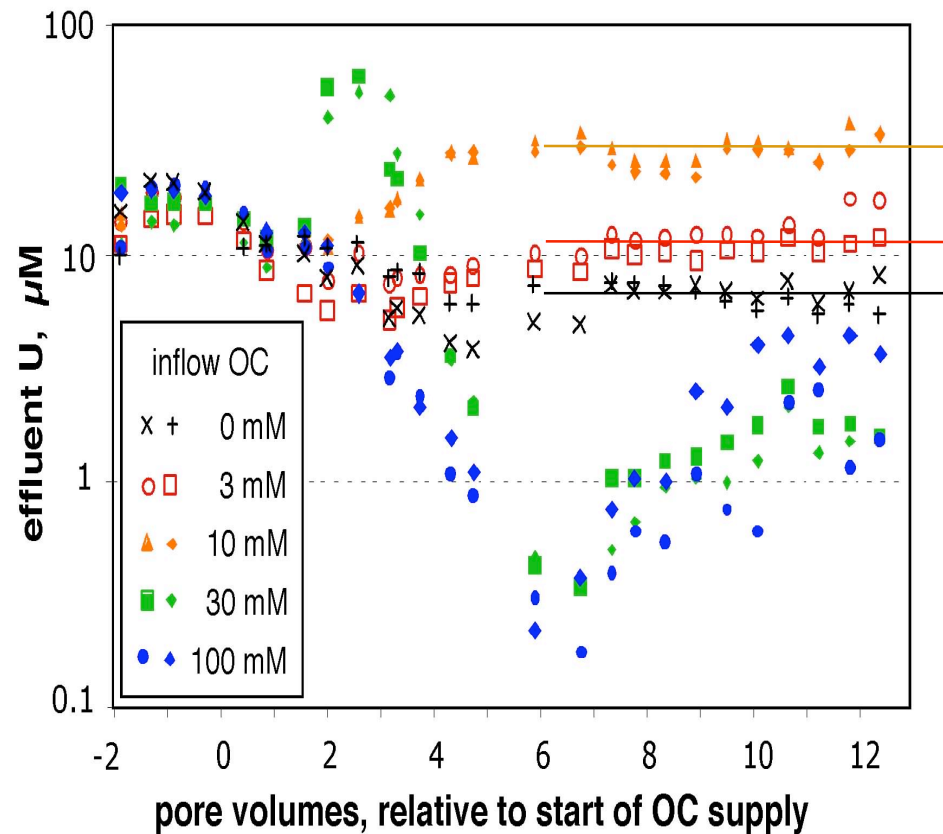 100
10
1
0.1
effluent U, µM
inflow OC
0 mM
3 mM
10 mM
30 mM
100 mM
-2 0 2 4 6 8 10 12
pore volumes, relative to start of OC supply